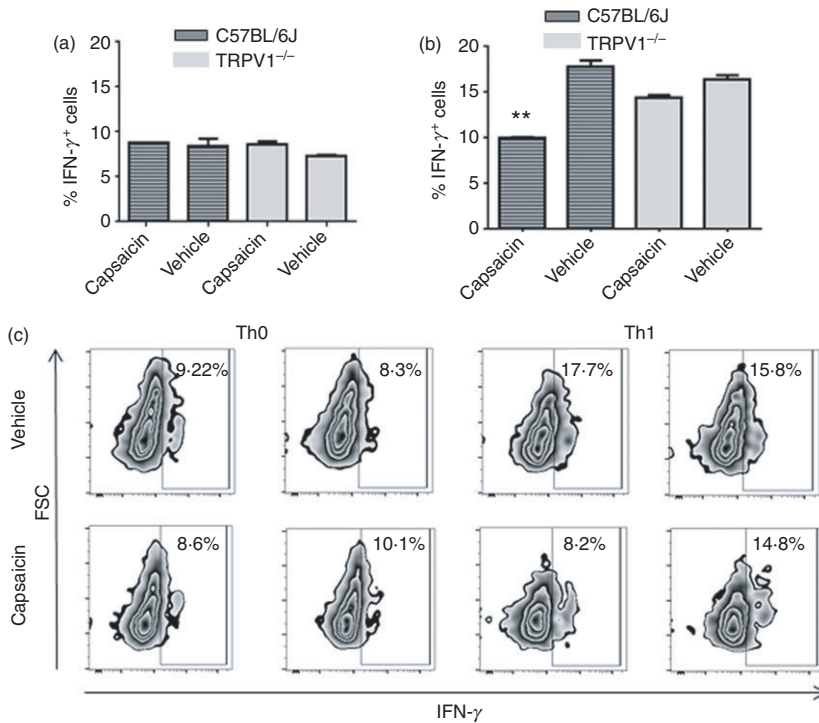 (a)
C57BL/6J
TRPV1–/–
20
15
10
5
0
% IFN-γ+ cells
Capsaicin
Vehicle
Capsaicin
Vehicle
(b)
C57BL/6J
TRPV1–/–
20
15
10
5
0
% IFN-γ+ cells
**
Capsaicin
Vehicle
Capsaicin
Vehicle
(c)
Th0
Th1
FSC
Vehicle
9·22%
8·3%
17·7%
15·8%
Capsaicin
8·6%
10·1%
8·2%
14·8%
IFN-γ